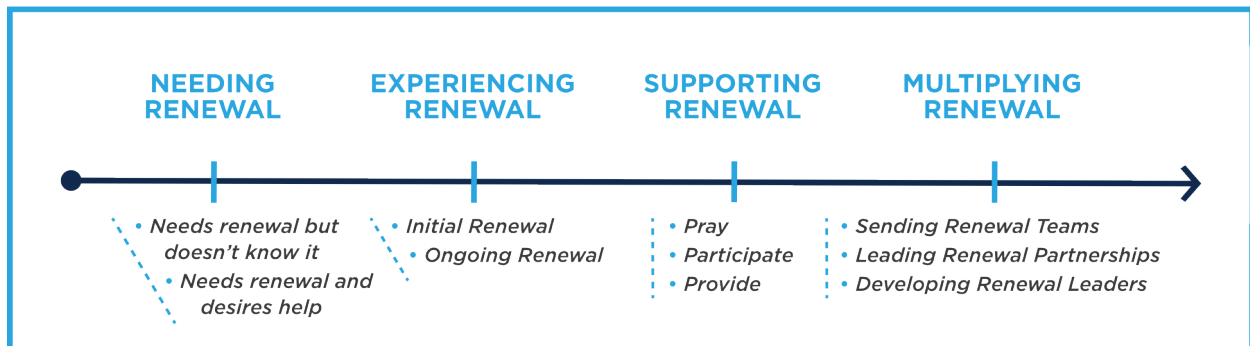 NEEDING
RENEWAL
EXPERIENCING
RENEWAL
SUPPORTING
RENEWAL
MULTIPLYING
RENEWAL
• Needs renewal but
doesn’t know it
• Needs renewal and
desires help
• Initial Renewal
• Ongoing Renewal
• Pray
• Participate
• Provide
• Sending Renewal Teams
• Leading Renewal Partnerships
• Developing Renewal Leaders